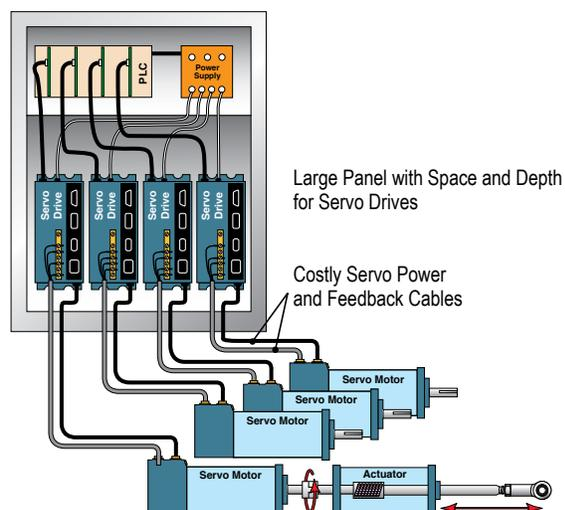 PLC
Power
Supply
Servo
Drive
Servo
Drive
Servo
Drive
Servo
Drive
Large Panel with Space and Depth
for Servo Drives
Costly Servo Power
and Feedback Cables
Servo Motor
Servo Motor
Servo Motor
Servo Motor
Actuator